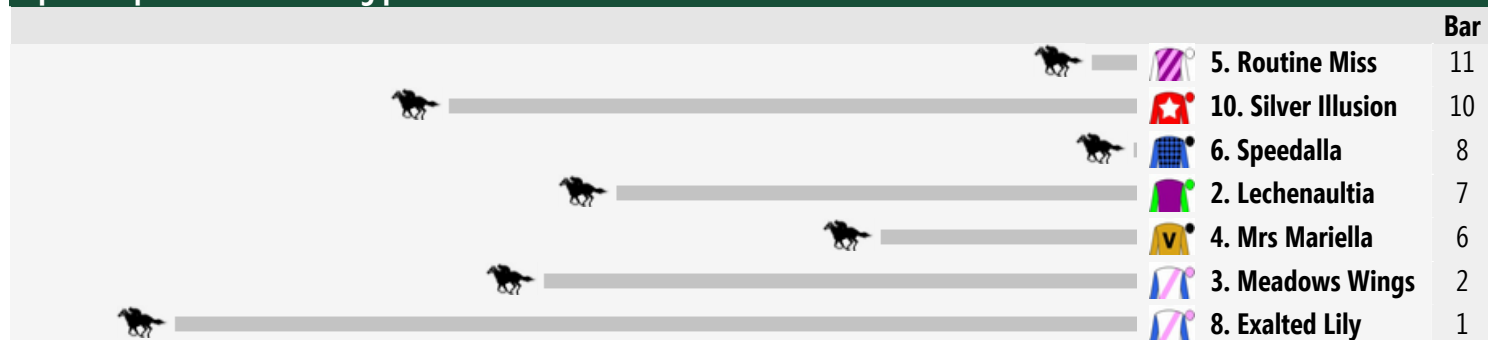 Bar
5. Routine Miss 11
10. Silver Illusion 10
6. Speedalla 8
2. Lechenaultia 7
V 4. Mrs Mariella 6
3. Meadows Wings 2
8. Exalted Lily 1